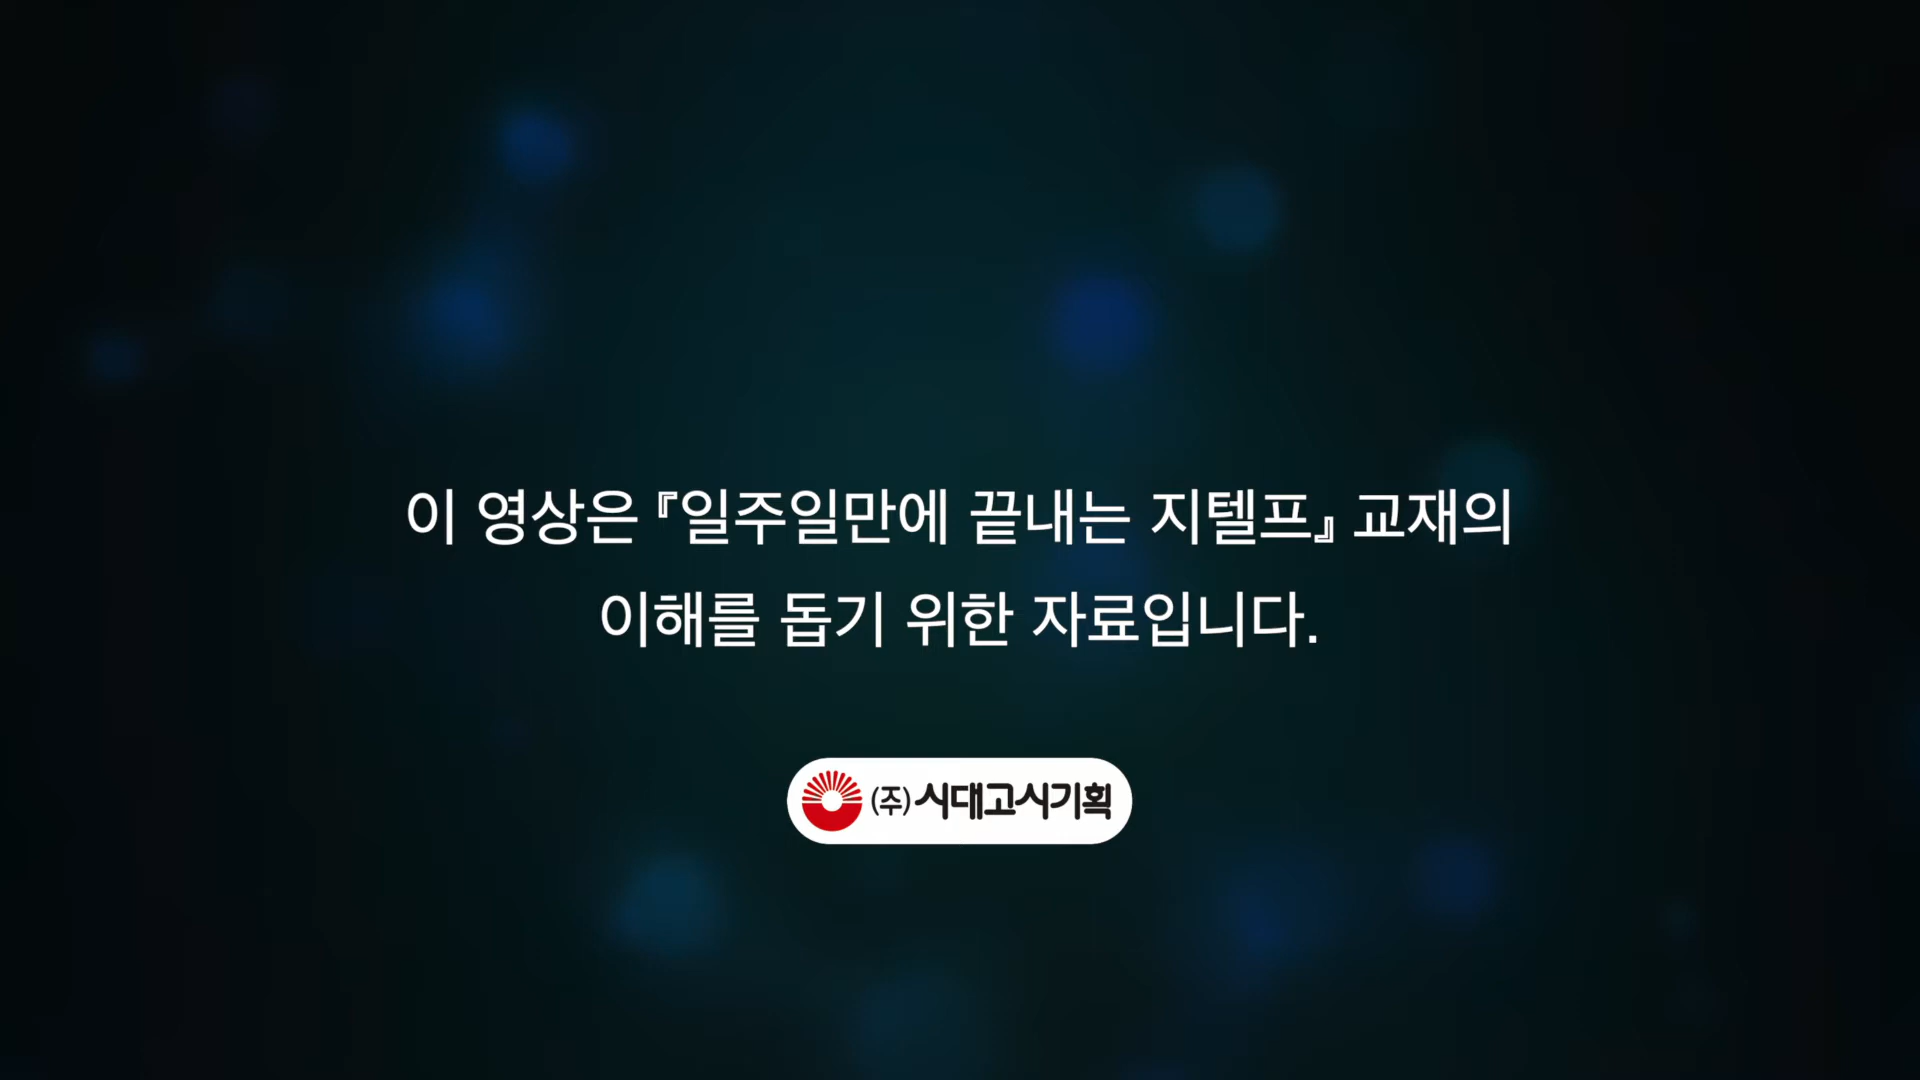 이 영상은 『일주일만에 끝내는 지텔프』 교재의
이해를 돕기 위한 자료입니다.
(주)시대고시기획